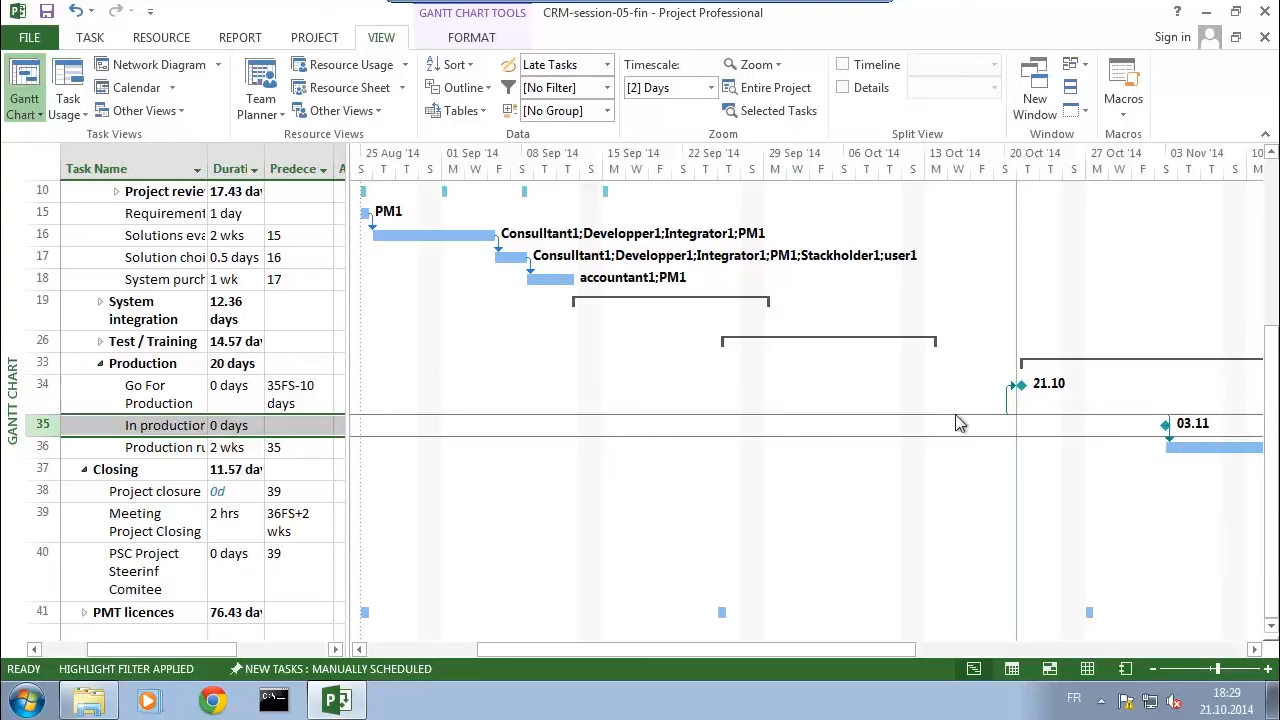 GANTT CHART TOOLS CRM-session-05-fin - Project Professional
FILE TASK RESOURCE REPORT PROJECT VIEW FORMAT Sign in
Gantt Chart
Task Usage
Network Diagram
Calendar
Other Views
Task Views
Team Planner
Resource Usage
Resource Sheet
Other Views
Resource Views
Sort
Outline
Tables
Late Tasks
[No Filter]
[No Group]
Data
Timescale:
[2] Days
Zoom
Entire Project
Selected Tasks
Zoom
Timeline
Details
Split View
New Window
Window
Macros
Macros
GANTT CHART
Task Name Durati Predece A
25 Aug '14 01 Sep '14 08 Sep '14 15 Sep '14 22 Sep '14 29 Sep '14 06 Oct '14 13 Oct '14 20 Oct '14 27 Oct '14 03 Nov '14 10
S T T S M W F S T T S M W F S T T S M W F S T T S M W F S T T S M W F S T T S M
10 Project revie 17.43 da
15 Requirement 1 day PM1
16 Solutions eva 2 wks 15 Consulltant1;Developper1;Integrator1;PM1
17 Solution choi 0.5 days 16 Consulltant1;Developper1;Integrator1;PM1;Stackholder1;user1
18 System purch 1 wk 17 accountant1;PM1
19 System 12.36
integration days
26 Test / Training 14.57 da
33 Production 20 days
34 Go For 0 days 35FS-10 21.10
Production days
35 In production 0 days 03.11
36 Production ru 2 wks 35
37 Closing 11.57 da
38 Project closure 0d 39
39 Meeting 2 hrs 36FS+2
Project Closing wks
40 PSC Project 0 days 39
Steerinf
Comitee
41 PMT licences 76.43 da
READY HIGHLIGHT FILTER APPLIED NEW TASKS : MANUALLY SCHEDULED
FR 18:29
21.10.2014